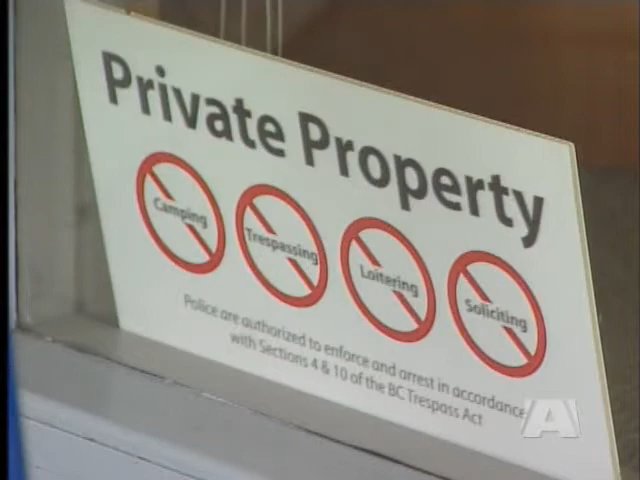 Private Property
Camping Trespassing Loitering Soliciting
Police are authorized to enforce and arrest in accordance
with Sections 4 & 10 of the BC Trespass Act
A